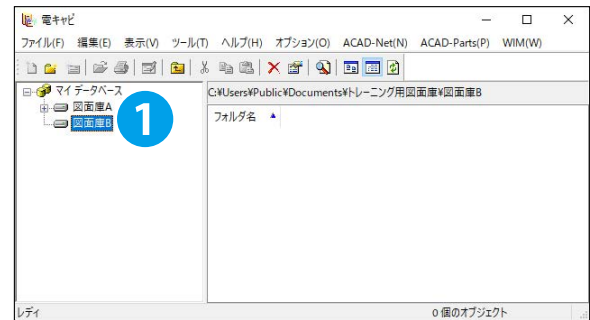 電キャビ
ファイル(F) 編集(E) 表示(V) ツール(T) ヘルプ(H) オプション(O) ACAD-Net(N) ACAD-Parts(P) WIM(W)
マイ データベース
図面庫A
図面庫B
1
C:¥Users¥Public¥Documents¥トレーニング用図面庫¥図面庫B
フォルダ名
レディ
0 個のオブジェクト